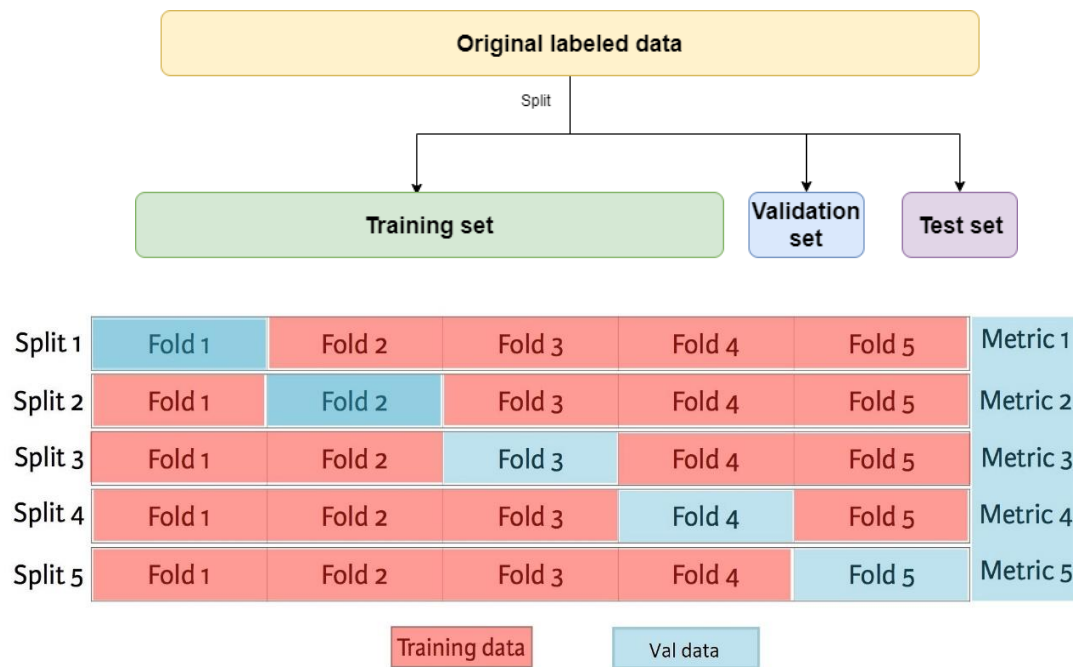 Original labeled data
Split
Training set
Validation
set
Test set
Split 1 Fold 1 Fold 2 Fold 3 Fold 4 Fold 5 Metric 1
Split 2 Fold 1 Fold 2 Fold 3 Fold 4 Fold 5 Metric 2
Split 3 Fold 1 Fold 2 Fold 3 Fold 4 Fold 5 Metric 3
Split 4 Fold 1 Fold 2 Fold 3 Fold 4 Fold 5 Metric 4
Split 5 Fold 1 Fold 2 Fold 3 Fold 4 Fold 5 Metric 5
Training data Val data